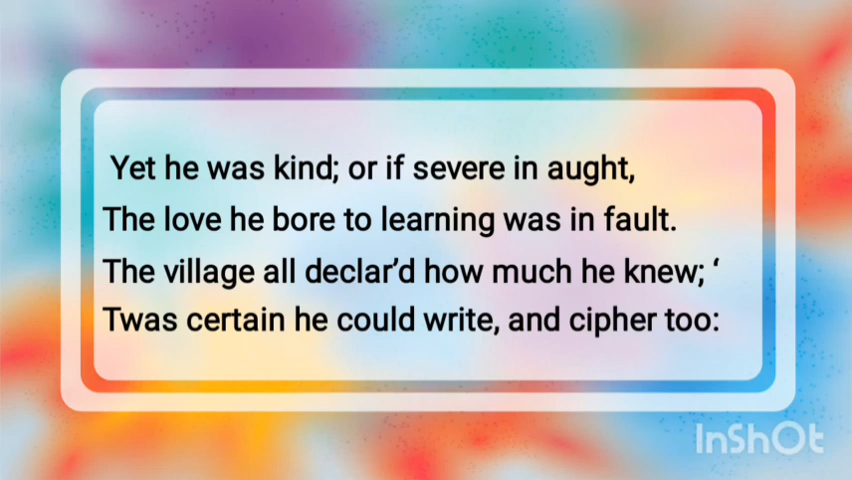 Yet he was kind; or if severe in aught,
The love he bore to learning was in fault.
The village all declar’d how much he knew; ‘
Twas certain he could write, and cipher too:
InShOt